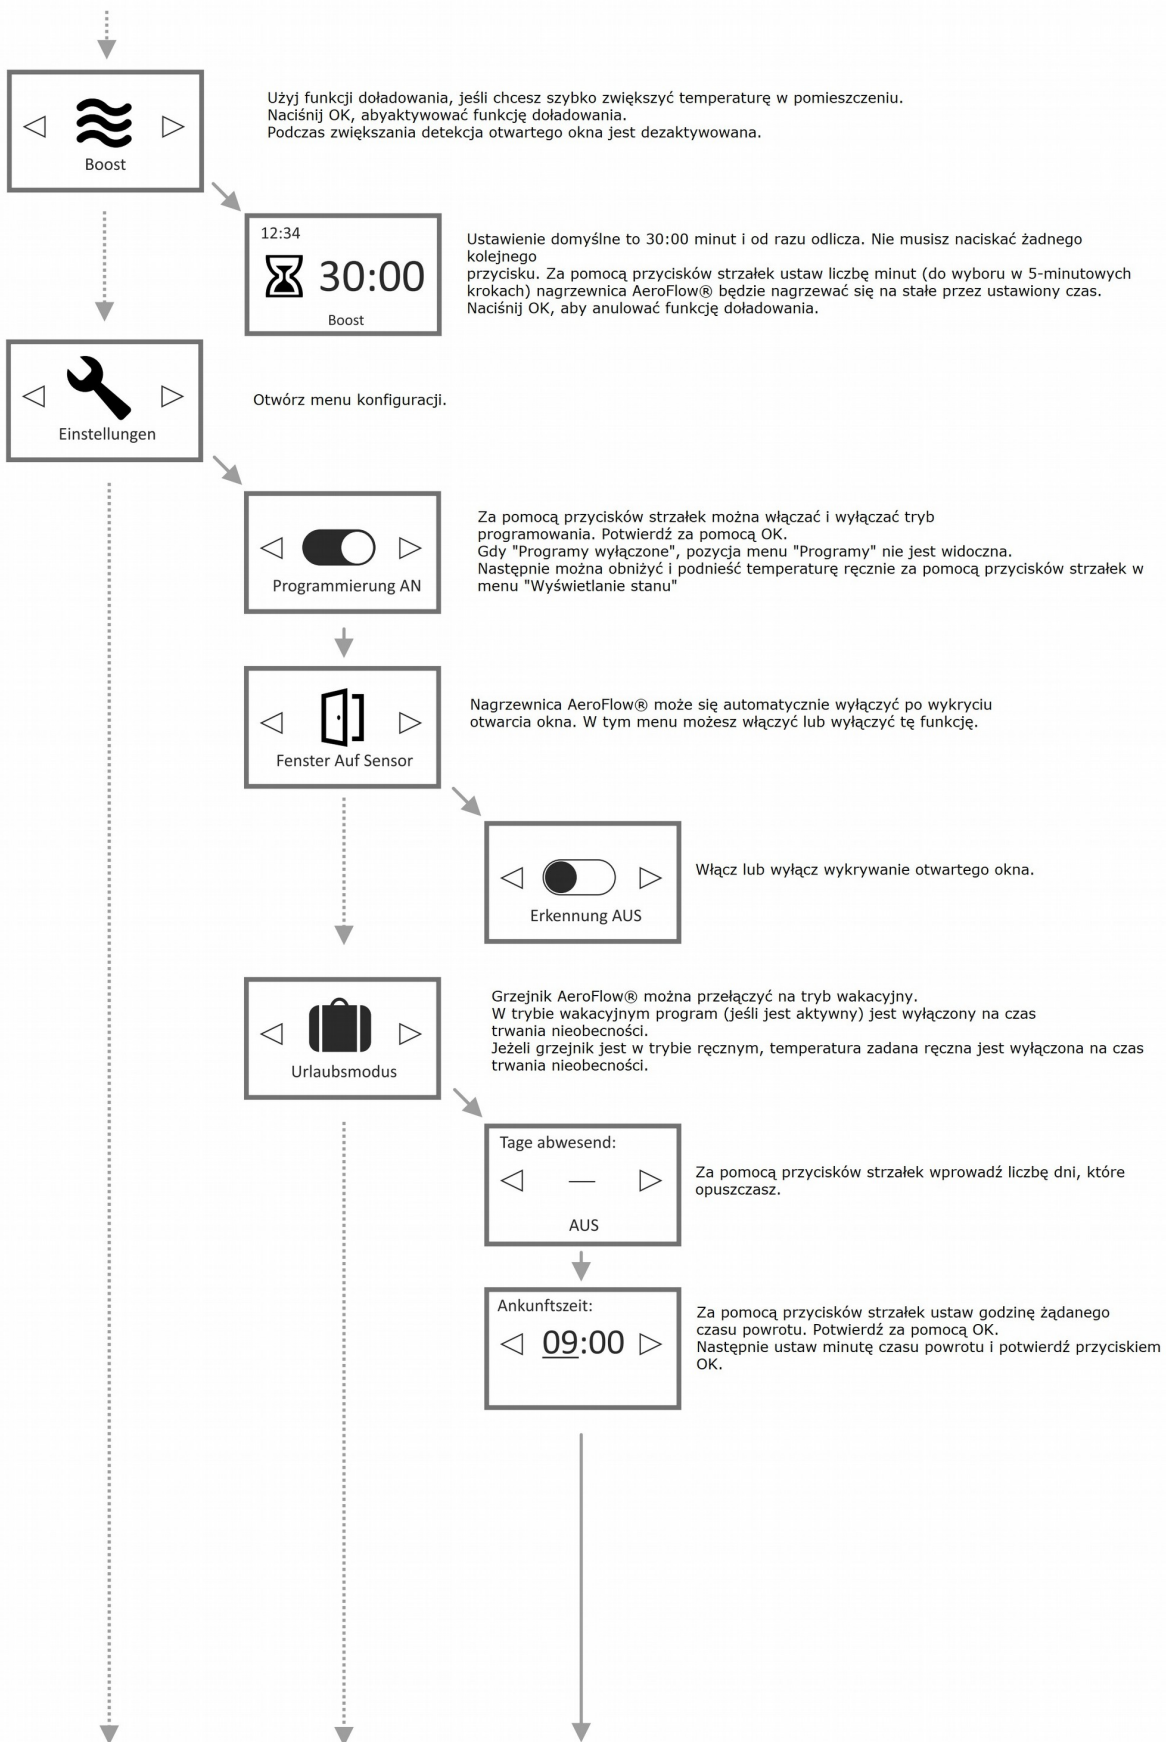 Boost
Użyj funkcji doładowania, jeśli chcesz szybko zwiększyć temperaturę w pomieszczeniu.
Naciśnij OK, abyaktywować funkcję doładowania.
Podczas zwiększania detekcja otwartego okna jest dezaktywowana.
12:34
30:00
Boost
Ustawienie domyślne to 30:00 minut i od razu odlicza. Nie musisz naciskać żadnego
kolejnego
przycisku. Za pomocą przycisków strzałek ustaw liczbę minut (do wyboru w 5-minutowych
krokach) nagrzewnica AeroFlow® będzie nagrzewać się na stałe przez ustawiony czas.
Naciśnij OK, aby anulować funkcję doładowania.
Einstellungen
Otwórz menu konfiguracji.
Programmierung AN
Za pomocą przycisków strzałek można włączać i wyłączać tryb
programowania. Potwierdź za pomocą OK.
Gdy "Programy wyłączone", pozycja menu "Programy" nie jest widoczna.
Następnie można obniżyć i podnieść temperaturę ręcznie za pomocą przycisków strzałek w
menu "Wyświetlanie stanu"
Fenster Auf Sensor
Nagrzewnica AeroFlow® może się automatycznie wyłączyć po wykryciu
otwarcia okna. W tym menu możesz włączyć lub wyłączyć tę funkcję.
Erkennung AUS
Włącz lub wyłącz wykrywanie otwartego okna.
Urlaubsmodus
Grzejnik AeroFlow® można przełączyć na tryb wakacyjny.
W trybie wakacyjnym program (jeśli jest aktywny) jest wyłączony na czas
trwania nieobecności.
Jeżeli grzejnik jest w trybie ręcznym, temperatura zadana ręczna jest wyłączona na czas
trwania nieobecności.
Tage abwesend:
—
AUS
Za pomocą przycisków strzałek wprowadź liczbę dni, które
opuszczasz.
Ankunftszeit:
09:00
Za pomocą przycisków strzałek ustaw godzinę żądanego
czasu powrotu. Potwierdź za pomocą OK.
Następnie ustaw minutę czasu powrotu i potwierdź przyciskiem
OK.